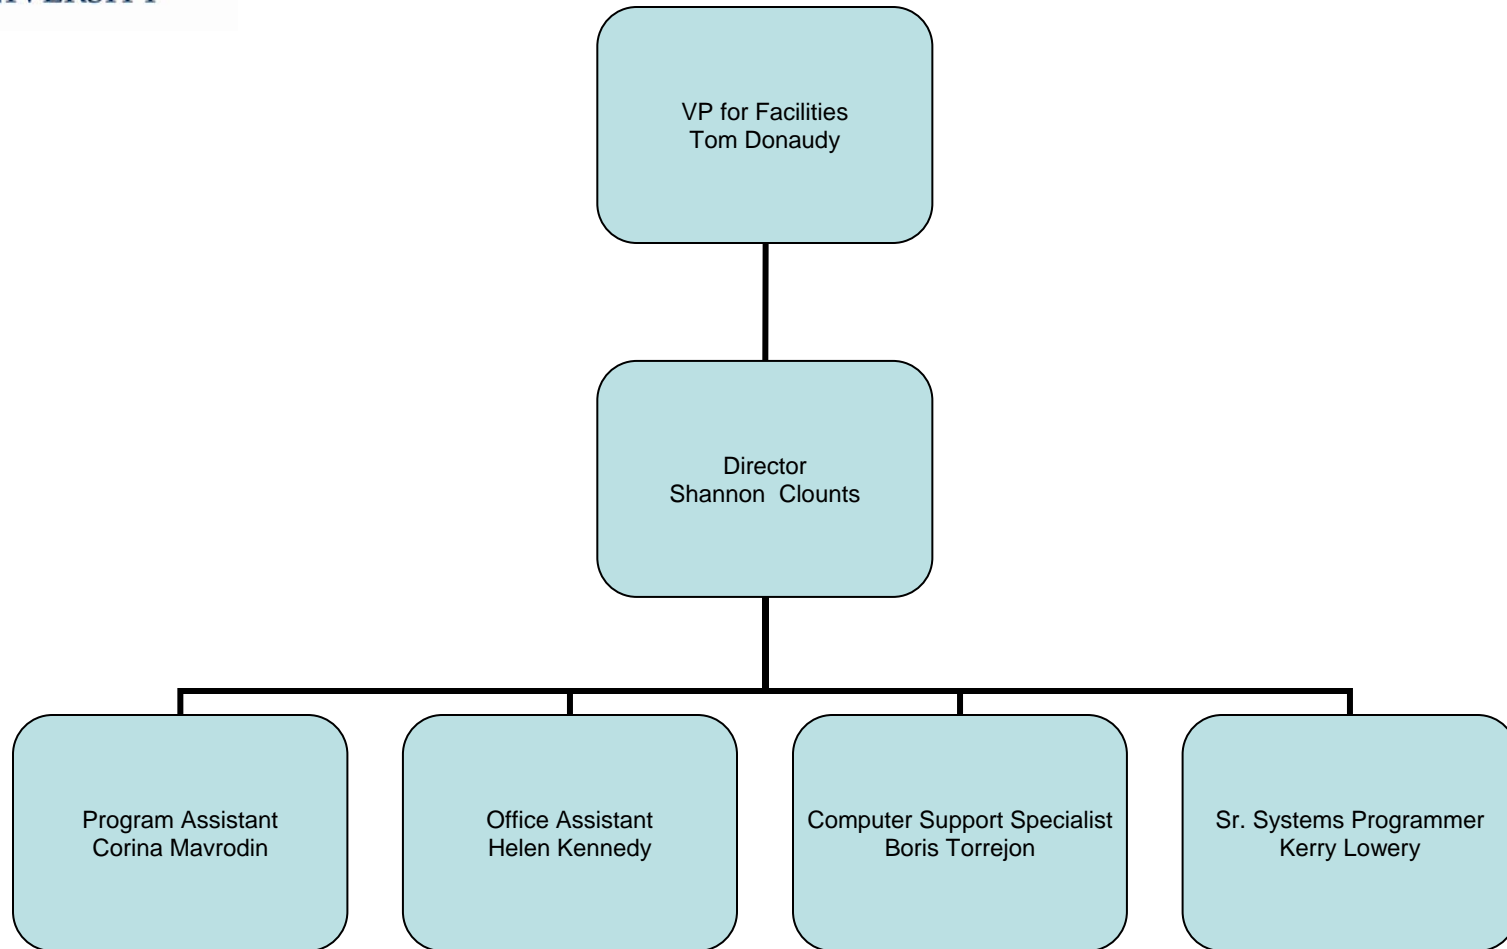 VP for Facilities
Tom Donaudy
Director
Shannon  Clounts
Program Assistant
Corina Mavrodin
Office Assistant
Helen Kennedy
Computer Support Specialist
Boris Torrejon
Sr. Systems Programmer
Kerry Lowery